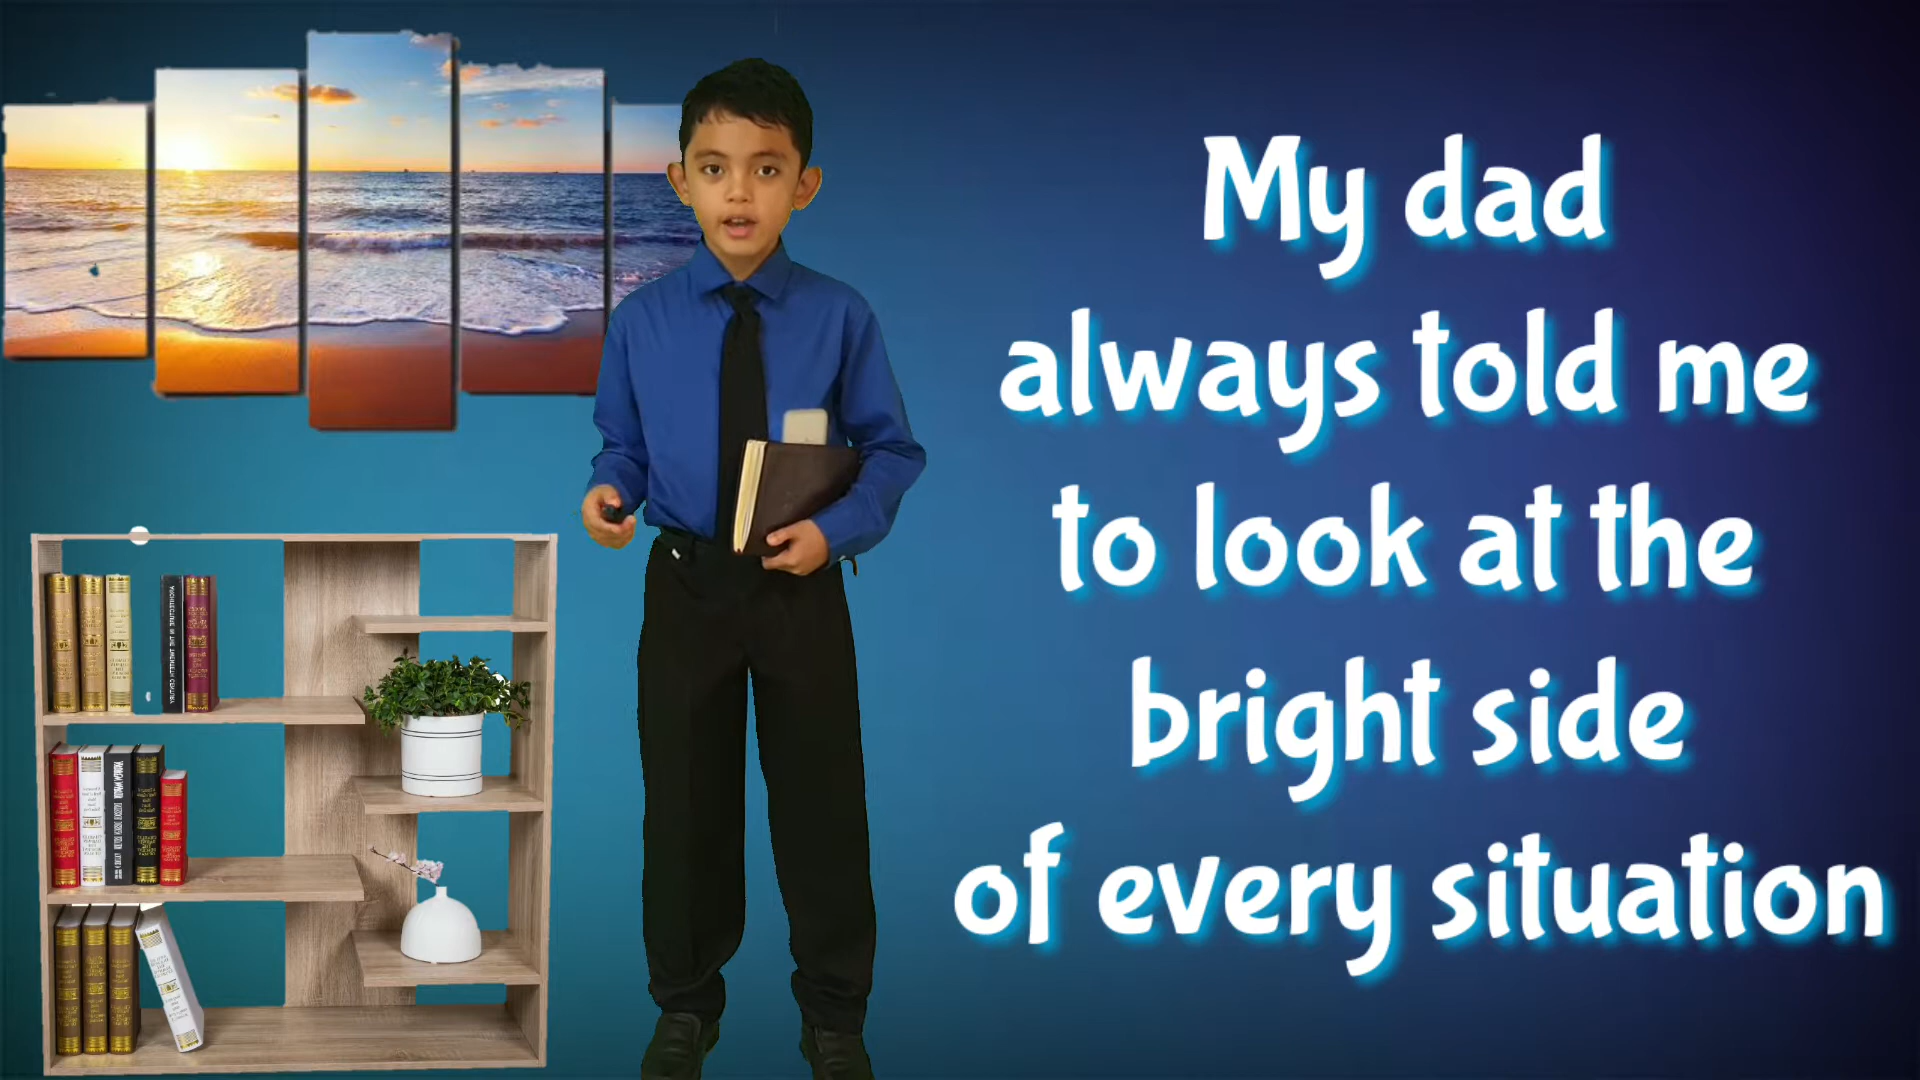 My dad
always told me
to look at the
bright side
of every situation